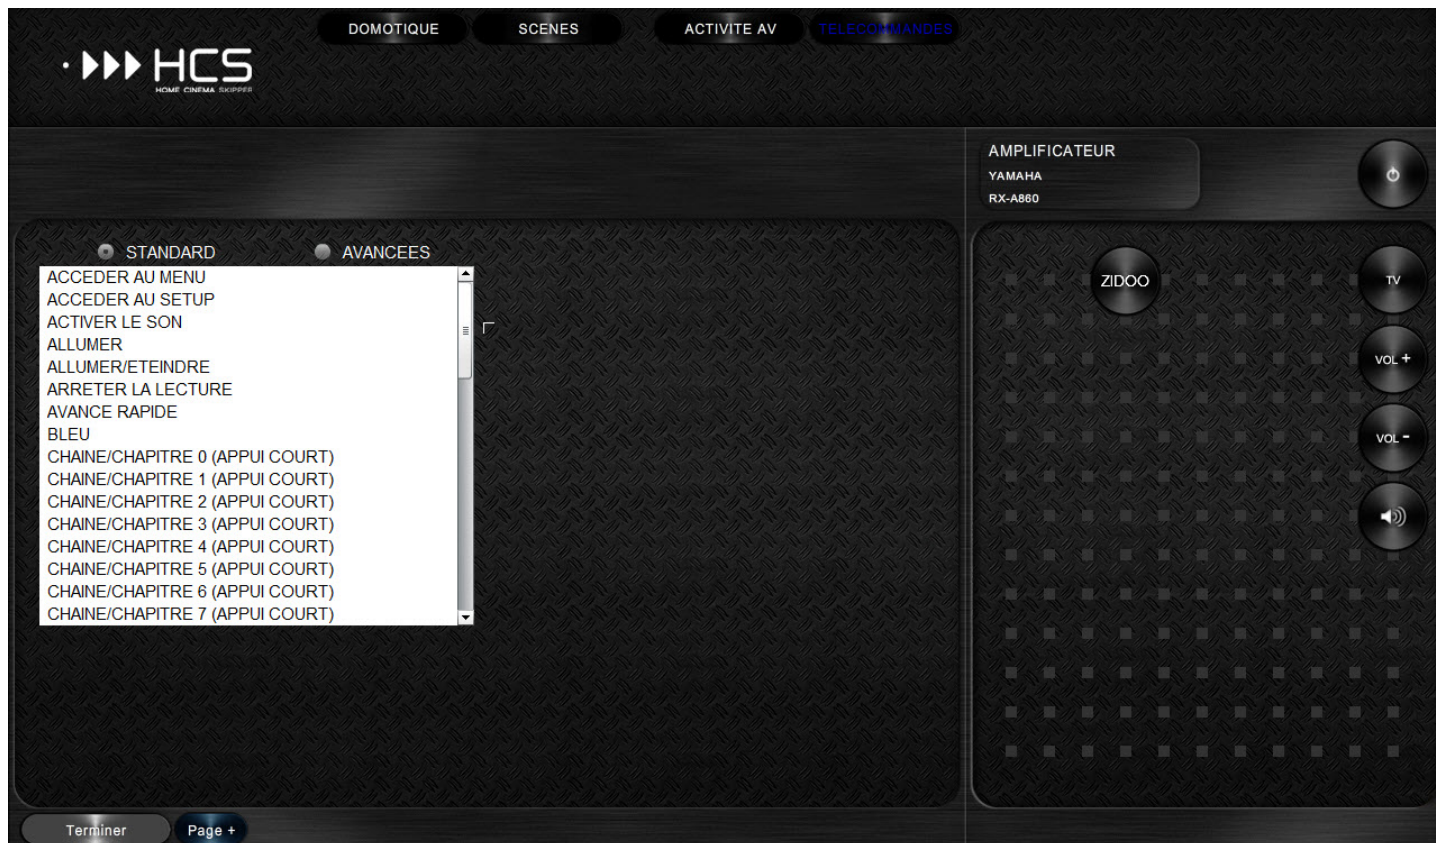 DOMOTIQUE
SCENES
ACTIVITE AV
TELECOMMANDES
HCS
HOME CINEMA SKIPPER
AMPLIFICATEUR
YAMAHA
RX-A860
STANDARD
AVANCEES
ACCEDER AU MENU
ACCEDER AU SETUP
ACTIVER LE SON
ALLUMER
ALLUMER/ETEINDRE
ARRETER LA LECTURE
AVANCE RAPIDE
BLEU
CHAINE/CHAPITRE 0 (APPUI COURT)
CHAINE/CHAPITRE 1 (APPUI COURT)
CHAINE/CHAPITRE 2 (APPUI COURT)
CHAINE/CHAPITRE 3 (APPUI COURT)
CHAINE/CHAPITRE 4 (APPUI COURT)
CHAINE/CHAPITRE 5 (APPUI COURT)
CHAINE/CHAPITRE 6 (APPUI COURT)
CHAINE/CHAPITRE 7 (APPUI COURT)
ZIDOO
TV
VOL +
VOL -
Terminer
Page +